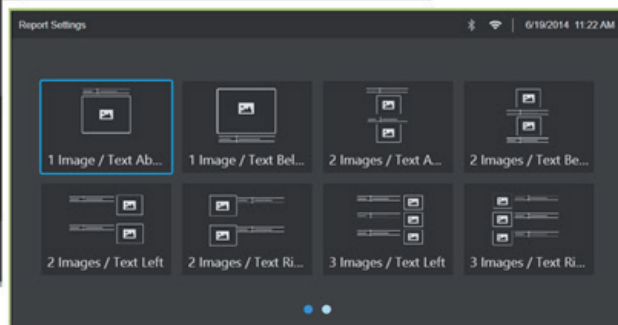 Report Settings 6/19/2014 11:22 AM
1 Image / Text Ab... 1 Image / Text Bel... 2 Images / Text A... 2 Images / Text Be...
2 Images / Text Left 2 Images / Text Ri... 3 Images / Text Left 3 Images / Text Ri...